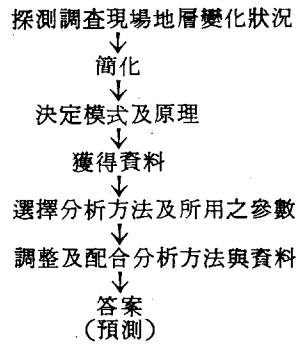 探測調查現場地層變化狀況
簡化
決定模式及原理
獲得資料
選擇分析方法及所用之參數
調整及配合分析方法與資料
答案
(預測)